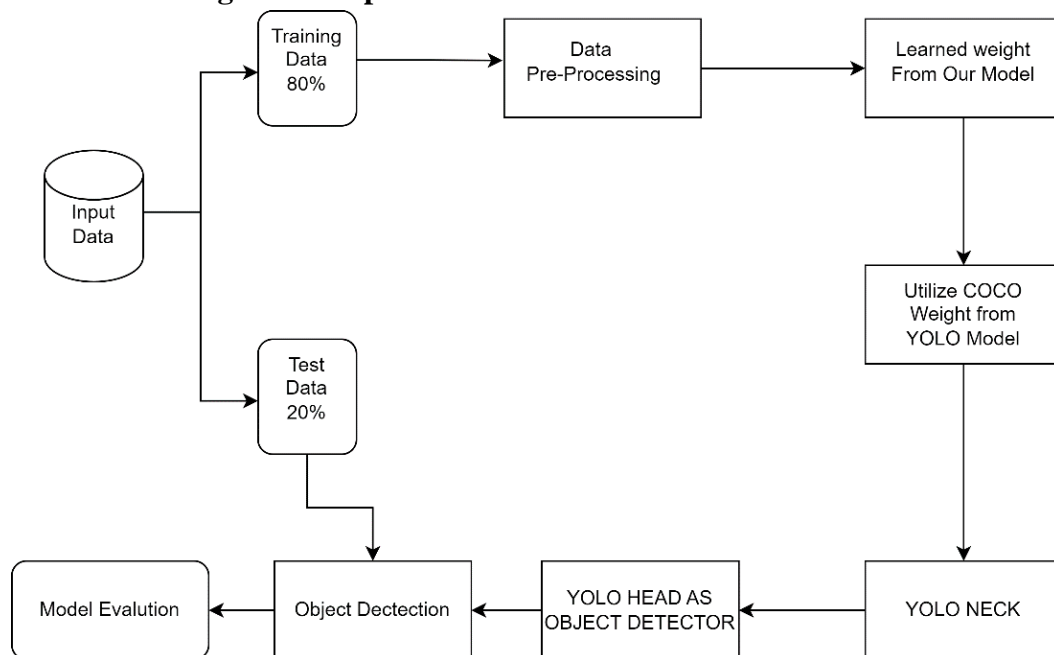 Training
Data
80%
Data
Pre-Processing
Learned weight
From Our Model
Input
Data
Utilize COCO
Weight from
YOLO Model
Test
Data
20%
Model Evalution
Object Dectection
YOLO HEAD AS
OBJECT DETECTOR
YOLO NECK